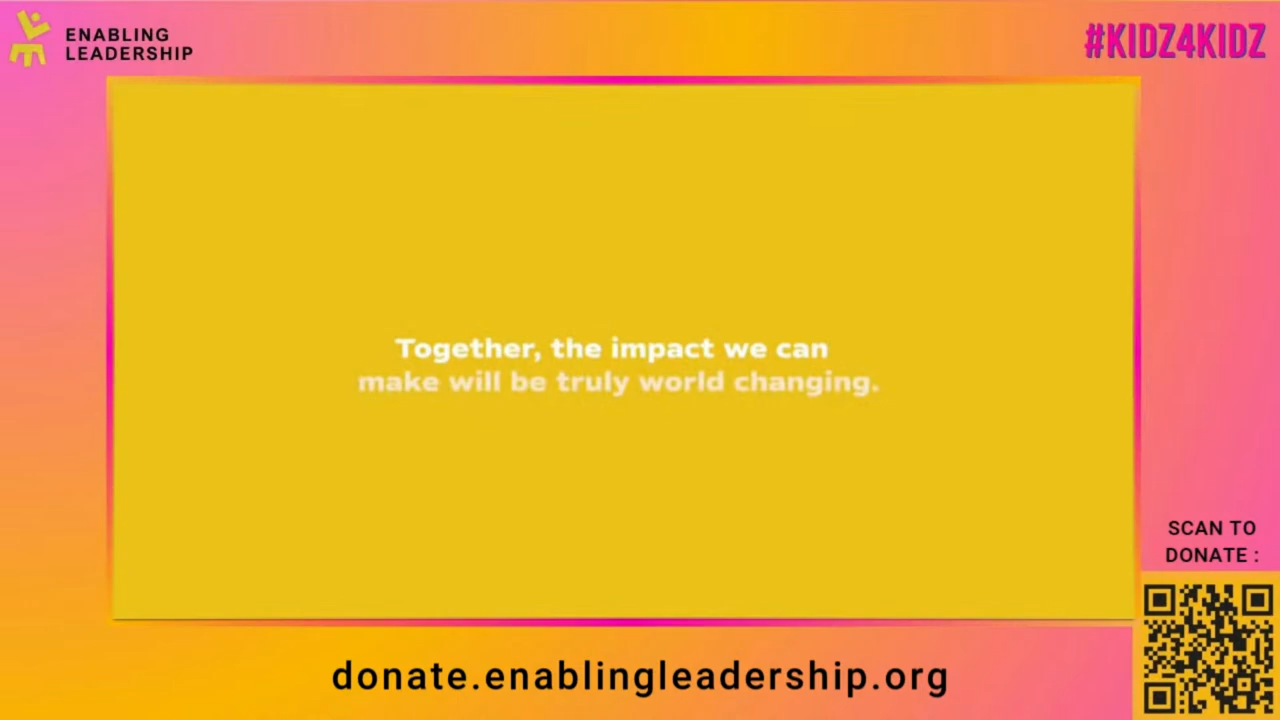 ENABLING
LEADERSHIP
#KIDZ4KIDZ
Together, the impact we can
make will be truly world changing.
SCAN TO
DONATE :
donate.enablingleadership.org